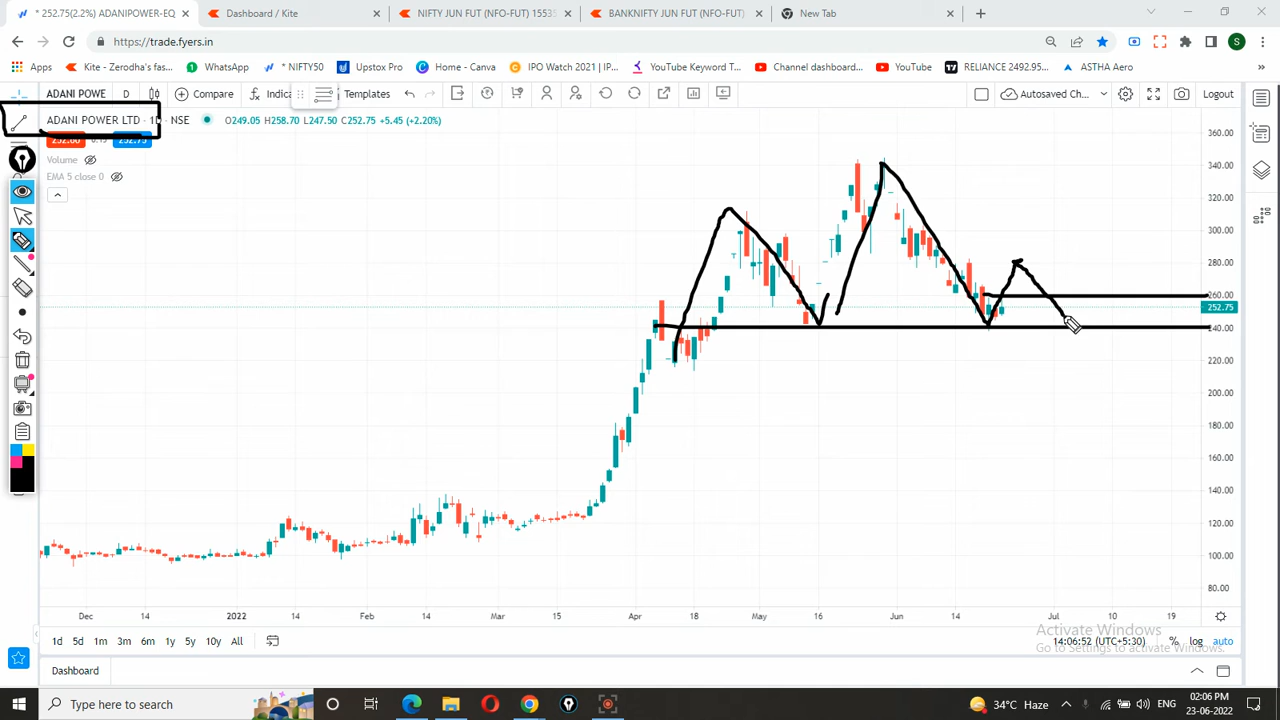 * 252.75(2.2%) ADANIPOWER-EQ
Dashboard / Kite
NIFTY JUN FUT (NFO-FUT) 1553
BANKNIFTY JUN FUT (NFO-FUT)
New Tab
https://trade.fyers.in
S
Apps
Kite - Zerodha's fas...
WhatsApp
* NIFTY50
Upstox Pro
Home - Canva
IPO Watch 2021 | IP...
YouTube Keyword T...
Channel dashboard...
YouTube
RELIANCE 2492.95...
ASTHA Aero
»
ADANI POWE
D
Compare
Indica
Templates
Autosaved Ch...
Logout
ADANI POWER LTD · 1D · NSE
O249.05 H258.70 L247.50 C252.75 +5.45 (+2.20%)
252.75
Volume
EMA 5 close 0
360.00
340.00
320.00
300.00
280.00
260.00
252.75
240.00
220.00
200.00
180.00
160.00
140.00
120.00
100.00
80.00
Dec
14
2022
14
Feb
14
Mar
15
Apr
18
May
16
Jun
14
Jul
10
19
1d
5d
1m
3m
6m
1y
5y
10y
All
14:06:52 (UTC+5:30)
%
log
auto
Activate Windows
Go to Settings to activate Windows.
Dashboard
Type here to search
34°C Haze
ENG
02:06 PM
23-06-2022